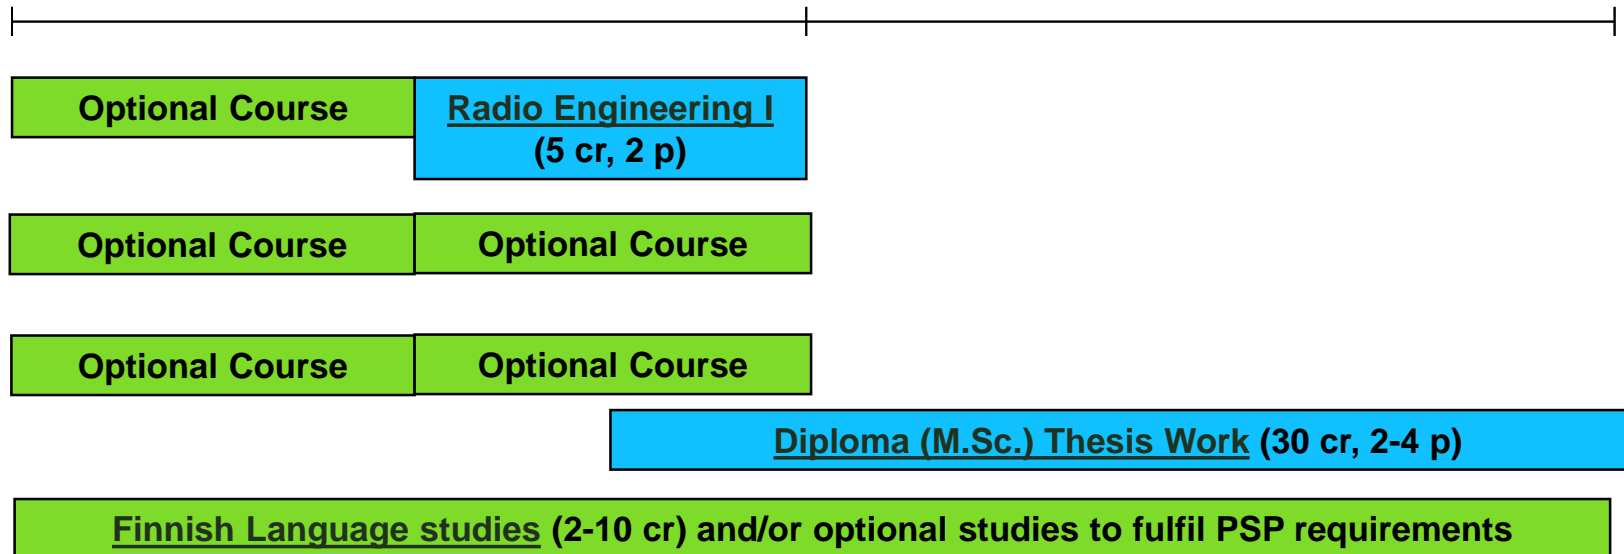 Optional Course
Radio Engineering I
(5 cr, 2 p)
Optional Course
Optional Course
Optional Course
Optional Course
Diploma (M.Sc.) Thesis Work (30 cr, 2-4 p)
Finnish Language studies (2-10 cr) and/or optional studies to fulfil PSP requirements